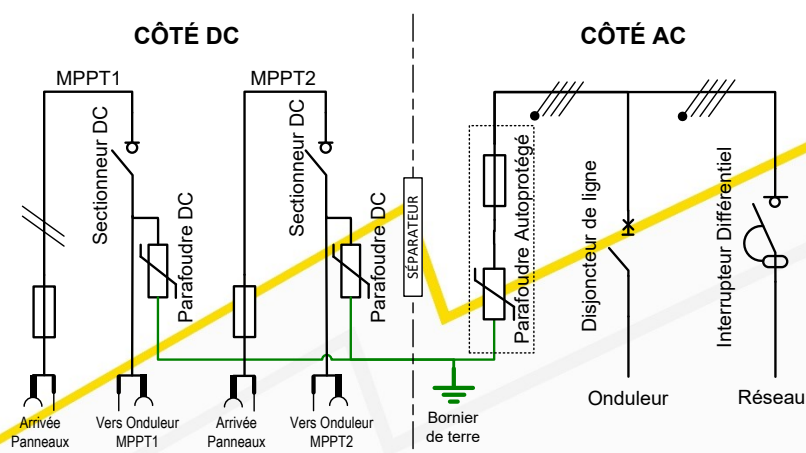 CÔTÉ DC
CÔTÉ AC
MPPT1
MPPT2
Sectionneur DC
Parafoudre DC
Sectionneur DC
Parafoudre DC
SÉPARATEUR
Parafoudre Autoprotégé
Disjoncteur de ligne
Interrupteur Différentiel
Arrivée
Panneaux
Vers Onduleur
MPPT1
Arrivée
Panneaux
Vers Onduleur
MPPT2
Bornier
de terre
Onduleur
Réseau